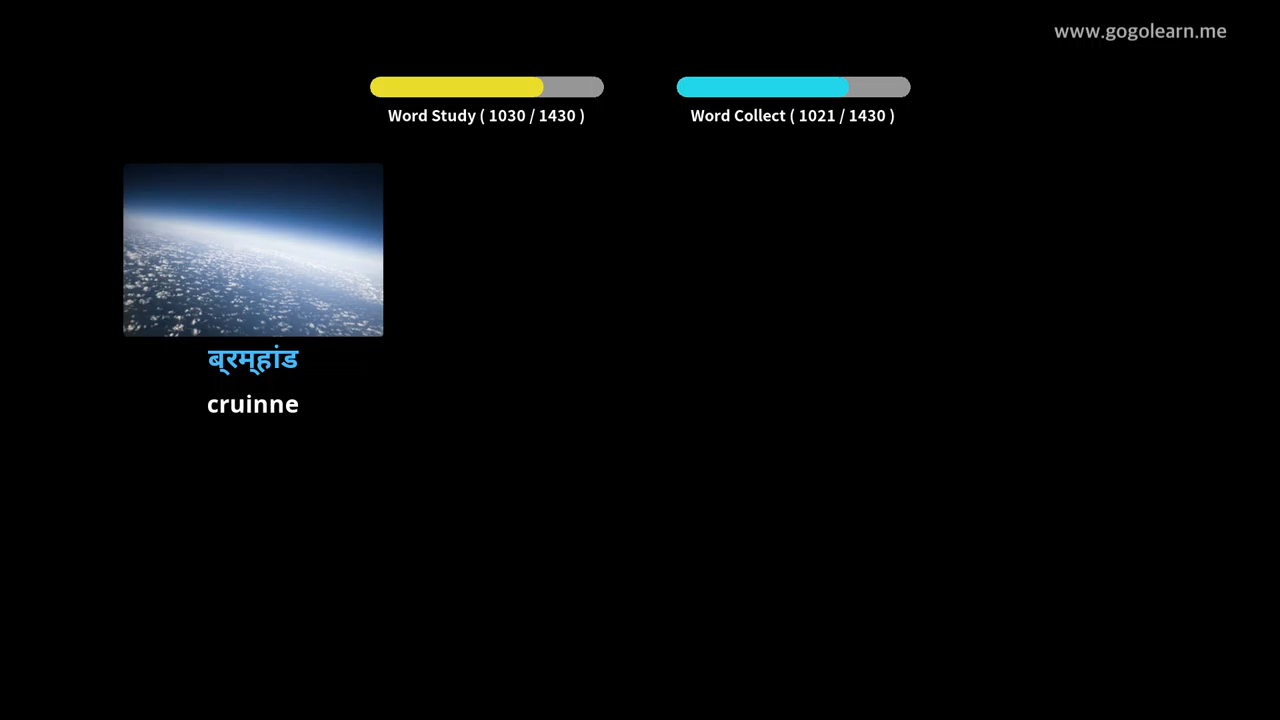 www.gogolearn.me
Word Study ( 1030 / 1430 )
Word Collect ( 1021 / 1430 )
ब्रम्हांड
cruinne